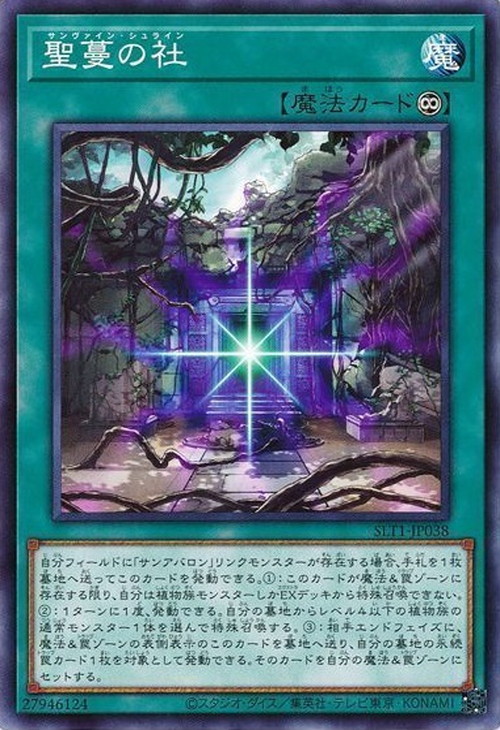 サンヴァイン・シュライン
聖蔓の社
魔
【魔法カード∞】
SLT1-JP038
自分フィールドに「サンアバロン」リンクモンスターが存在する場合、手札を1枚
墓地へ送ってこのカードを発動できる。①:このカードが魔法&罠ゾーンに
存在する限り、自分は植物族モンスターしかEXデッキから特殊召喚できない。
②:1ターンに1度、発動できる。自分の墓地からレベル4以下の植物族の
通常モンスター1体を選んで特殊召喚する。③:相手エンドフェイズに、
魔法&罠ゾーンの表側表示のこのカードを墓地へ送り、自分の墓地の永続
罠カード1枚を対象として発動できる。そのカードを自分の魔法&罠ゾーンに
セットする。
27946124
©スタジオ・ダイス/集英社・テレビ東京・KONAMI